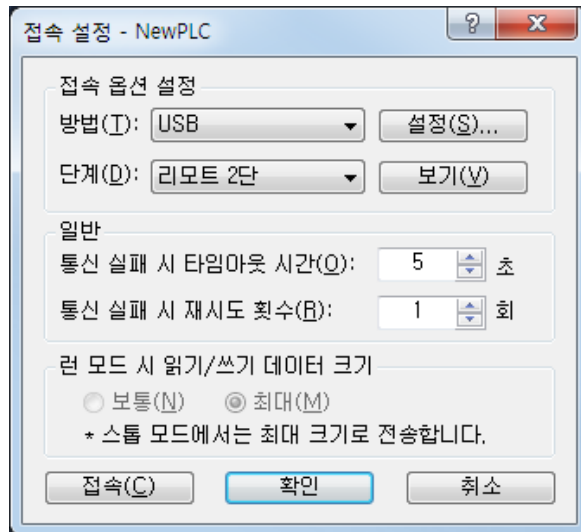 접속 설정 - NewPLC
접속 옵션 설정
방법(T): USB 설정(S)...
단계(D): 리모트 2단 보기(V)
일반
통신 실패 시 타임아웃 시간(O): 5 초
통신 실패 시 재시도 횟수(R): 1 회
런 모드 시 읽기/쓰기 데이터 크기
보통(N) 최대(M)
* 스톱 모드에서는 최대 크기로 전송합니다.
접속(C) 확인 취소